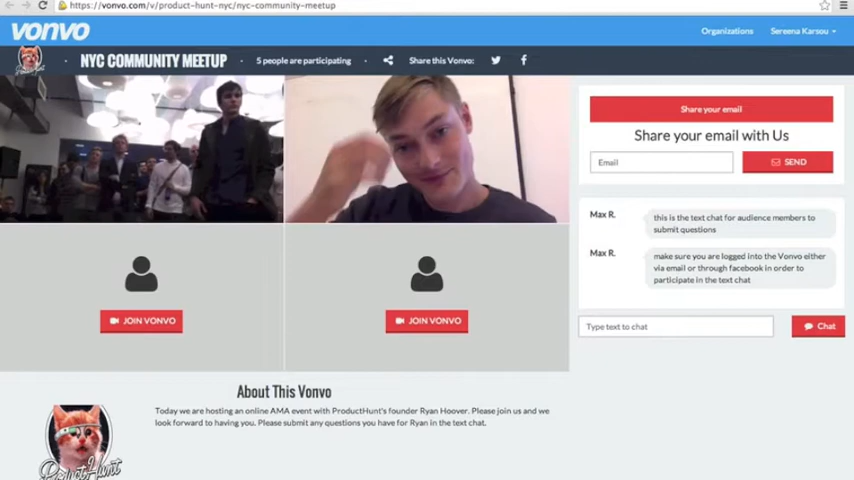 https://vonvo.com/v/product-hunt-nyc/nyc-community-meetup
vonvo
Organizations
Sereena Karsou
NYC COMMUNITY MEETUP
5 people are participating
Share this Vonvo:
Share your email
Share your email with Us
Email
SEND
Max R.
this is the text chat for audience members to
submit questions
Max R.
make sure you are logged into the Vonvo either
via email or through facebook in order to
participate in the text chat
JOIN VONVO
JOIN VONVO
Type text to chat
Chat
About This Vonvo
Today we are hosting an online AMA event with ProductHunt's founder Ryan Hoover. Please join us and we
look forward to having you. Please submit any questions you have for Ryan in the text chat.
Product Hunt